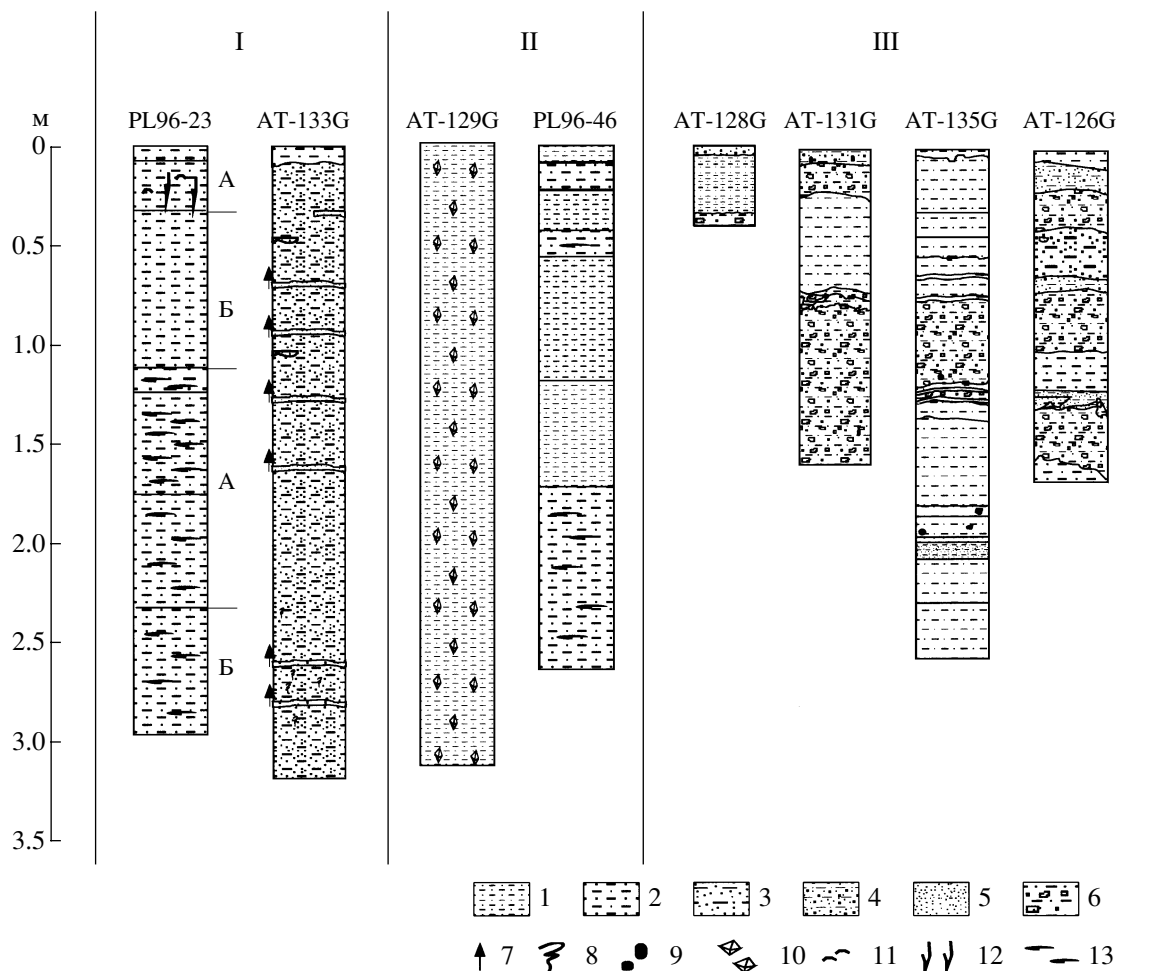 I II III
м PL96-23 AT-133G AT-129G PL96-46 AT-128G AT-131G AT-135G AT-126G
0
А
0.5
Б
1.0
1.5
А
2.0
2.5
Б
3.0
3.5
1 2 3 4 5 6
7 8 9 10 11 12 13